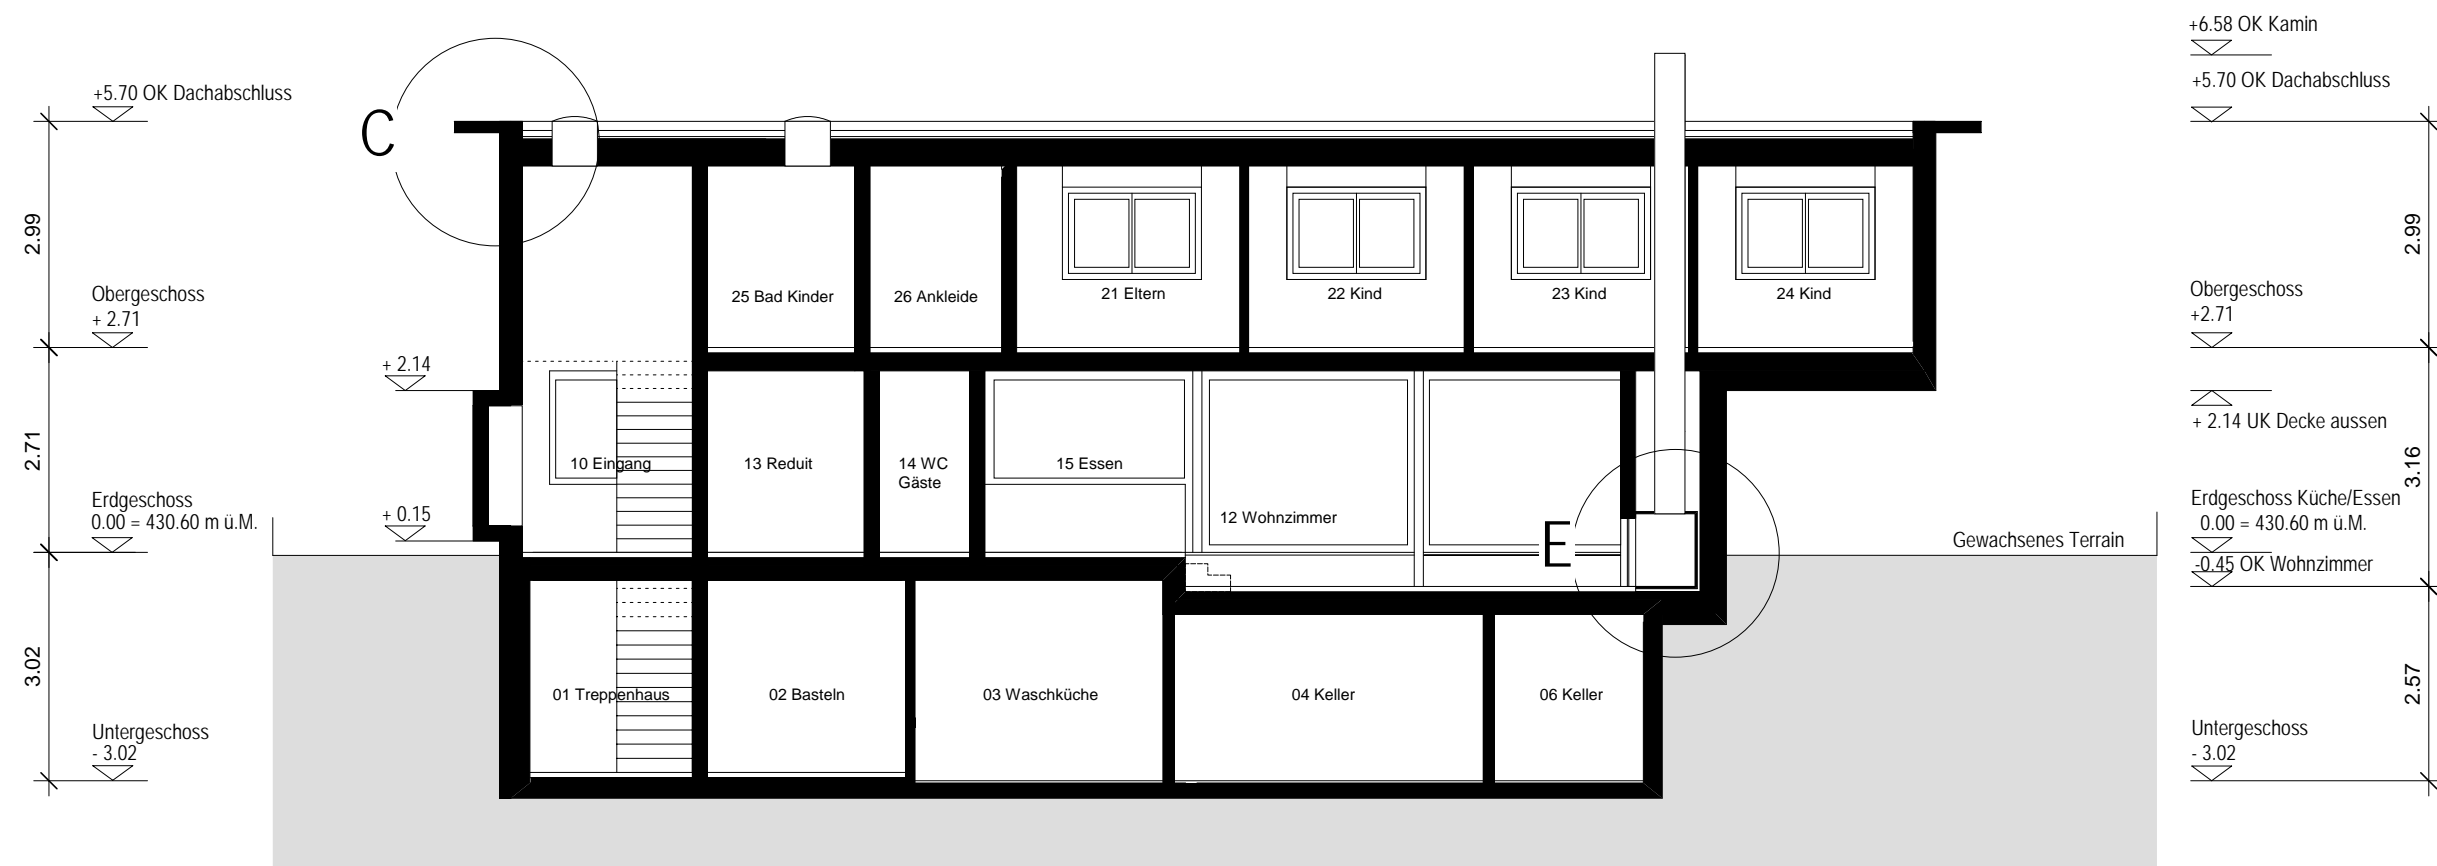 +6.58 OK Kamin
+5.70 OK Dachabschluss
+5.70 OK Dachabschluss
C
2.99
2.99
25 Bad Kinder
26 Ankleide
21 Eltern
22 Kind
23 Kind
24 Kind
Obergeschoss
+ 2.71
Obergeschoss
+2.71
+ 2.14
+ 2.14 UK Decke aussen
2.71
3.16
10 Eingang
13 Reduit
14 WC
Gäste
15 Essen
12 Wohnzimmer
Erdgeschoss
0.00 = 430.60 m ü.M.
+ 0.15
E
Gewachsenes Terrain
Erdgeschoss Küche/Essen
0.00 = 430.60 m ü.M.
-0.45 OK Wohnzimmer
3.02
2.57
01 Treppenhaus
02 Basteln
03 Waschküche
04 Keller
06 Keller
Untergeschoss
- 3.02
Untergeschoss
- 3.02